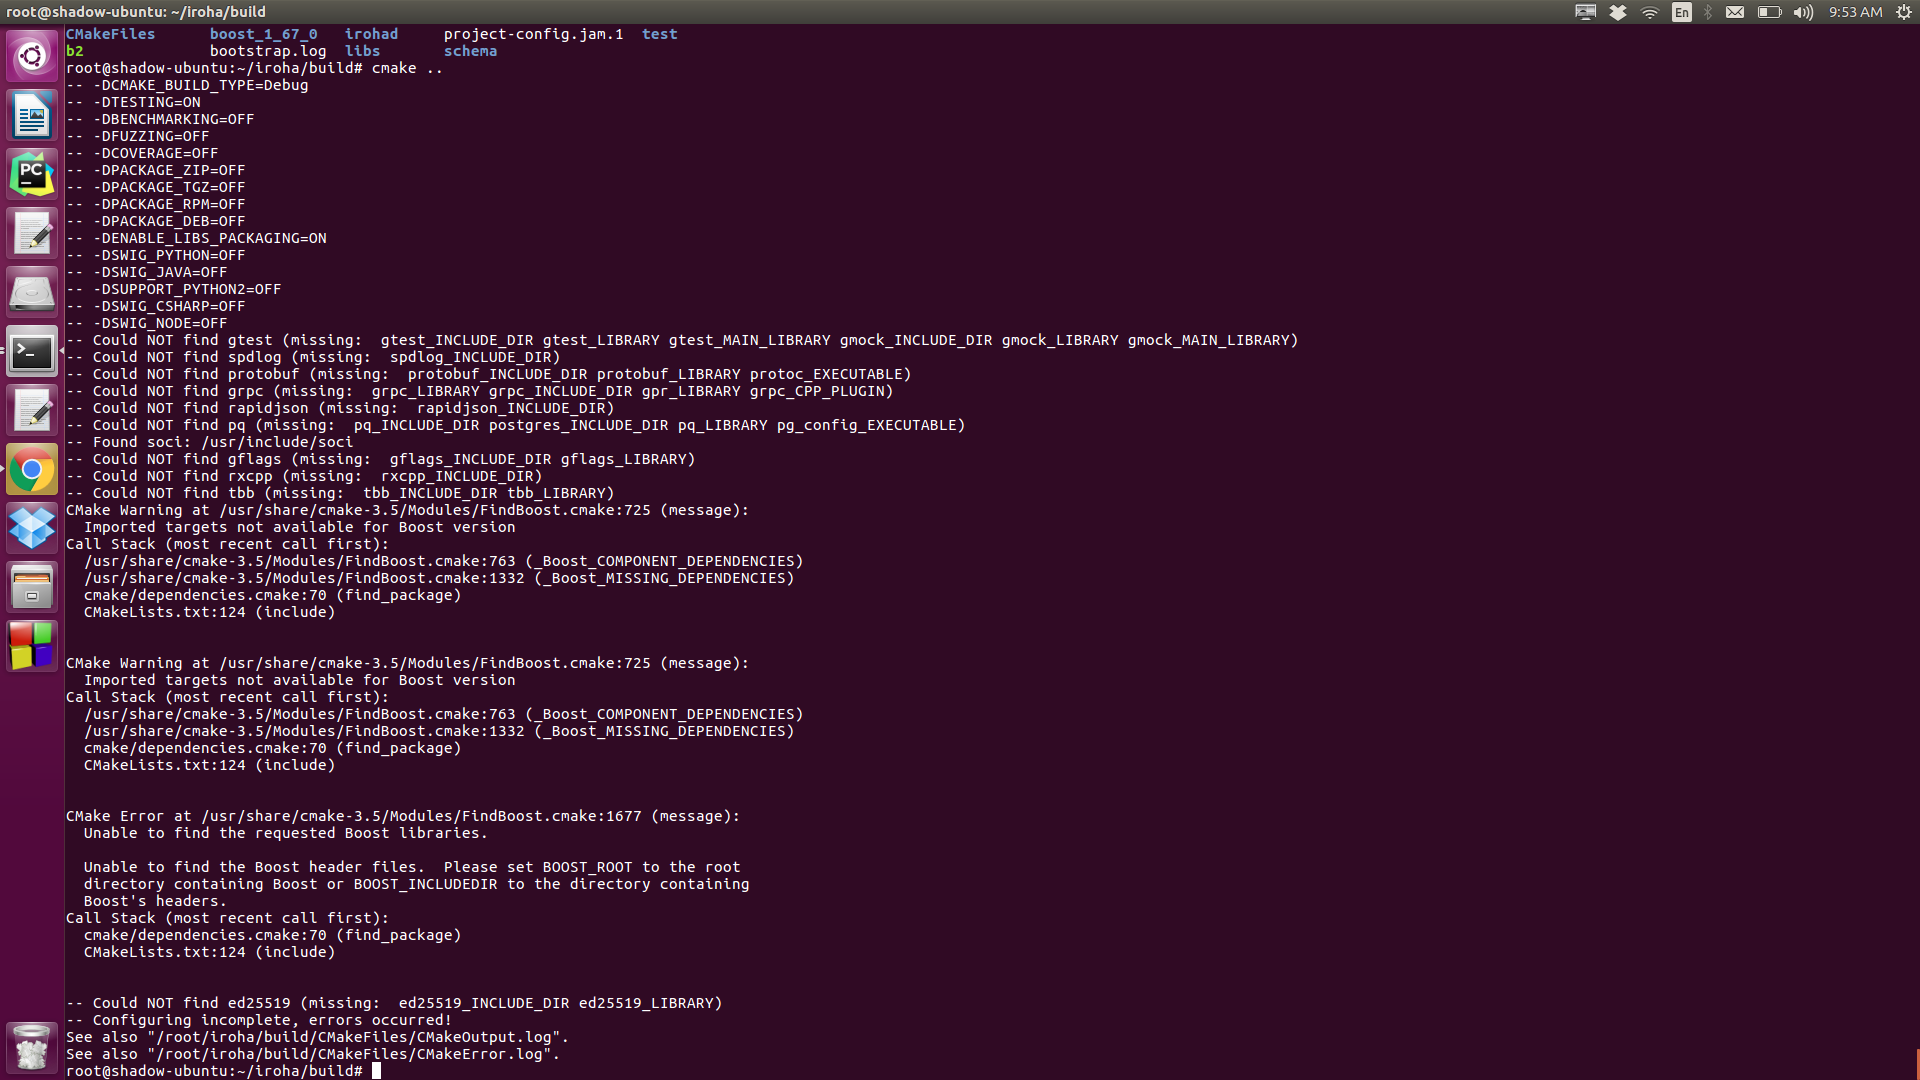 root@shadow-ubuntu: ~/iroha/build
En
9:53 AM
CMakeFiles boost_1_67_0 irohad project-config.jam.1 test
b2 bootstrap.log libs schema
root@shadow-ubuntu:~/iroha/build# cmake ..
-- -DCMAKE_BUILD_TYPE=Debug
-- -DTESTING=ON
-- -DBENCHMARKING=OFF
-- -DFUZZING=OFF
-- -DCOVERAGE=OFF
-- -DPACKAGE_ZIP=OFF
-- -DPACKAGE_TGZ=OFF
-- -DPACKAGE_RPM=OFF
-- -DPACKAGE_DEB=OFF
-- -DENABLE_LIBS_PACKAGING=ON
-- -DSWIG_PYTHON=OFF
-- -DSWIG_JAVA=OFF
-- -DSUPPORT_PYTHON2=OFF
-- -DSWIG_CSHARP=OFF
-- -DSWIG_NODE=OFF
-- Could NOT find gtest (missing:  gtest_INCLUDE_DIR gtest_LIBRARY gtest_MAIN_LIBRARY gmock_INCLUDE_DIR gmock_LIBRARY gmock_MAIN_LIBRARY)
-- Could NOT find spdlog (missing:  spdlog_INCLUDE_DIR)
-- Could NOT find protobuf (missing:  protobuf_INCLUDE_DIR protobuf_LIBRARY protoc_EXECUTABLE)
-- Could NOT find grpc (missing:  grpc_LIBRARY grpc_INCLUDE_DIR gpr_LIBRARY grpc_CPP_PLUGIN)
-- Could NOT find rapidjson (missing:  rapidjson_INCLUDE_DIR)
-- Could NOT find pq (missing:  pq_INCLUDE_DIR postgres_INCLUDE_DIR pq_LIBRARY pg_config_EXECUTABLE)
-- Found soci: /usr/include/soci
-- Could NOT find gflags (missing:  gflags_INCLUDE_DIR gflags_LIBRARY)
-- Could NOT find rxcpp (missing:  rxcpp_INCLUDE_DIR)
-- Could NOT find tbb (missing:  tbb_INCLUDE_DIR tbb_LIBRARY)
CMake Warning at /usr/share/cmake-3.5/Modules/FindBoost.cmake:725 (message):
  Imported targets not available for Boost version
Call Stack (most recent call first):
  /usr/share/cmake-3.5/Modules/FindBoost.cmake:763 (_Boost_COMPONENT_DEPENDENCIES)
  /usr/share/cmake-3.5/Modules/FindBoost.cmake:1332 (_Boost_MISSING_DEPENDENCIES)
  cmake/dependencies.cmake:70 (find_package)
  CMakeLists.txt:124 (include)
CMake Warning at /usr/share/cmake-3.5/Modules/FindBoost.cmake:725 (message):
  Imported targets not available for Boost version
Call Stack (most recent call first):
  /usr/share/cmake-3.5/Modules/FindBoost.cmake:763 (_Boost_COMPONENT_DEPENDENCIES)
  /usr/share/cmake-3.5/Modules/FindBoost.cmake:1332 (_Boost_MISSING_DEPENDENCIES)
  cmake/dependencies.cmake:70 (find_package)
  CMakeLists.txt:124 (include)
CMake Error at /usr/share/cmake-3.5/Modules/FindBoost.cmake:1677 (message):
  Unable to find the requested Boost libraries.
  Unable to find the Boost header files.  Please set BOOST_ROOT to the root
  directory containing Boost or BOOST_INCLUDEDIR to the directory containing
  Boost's headers.
Call Stack (most recent call first):
  cmake/dependencies.cmake:70 (find_package)
  CMakeLists.txt:124 (include)
-- Could NOT find ed25519 (missing:  ed25519_INCLUDE_DIR ed25519_LIBRARY)
-- Configuring incomplete, errors occurred!
See also "/root/iroha/build/CMakeFiles/CMakeOutput.log".
See also "/root/iroha/build/CMakeFiles/CMakeError.log".
root@shadow-ubuntu:~/iroha/build#
PC
>_